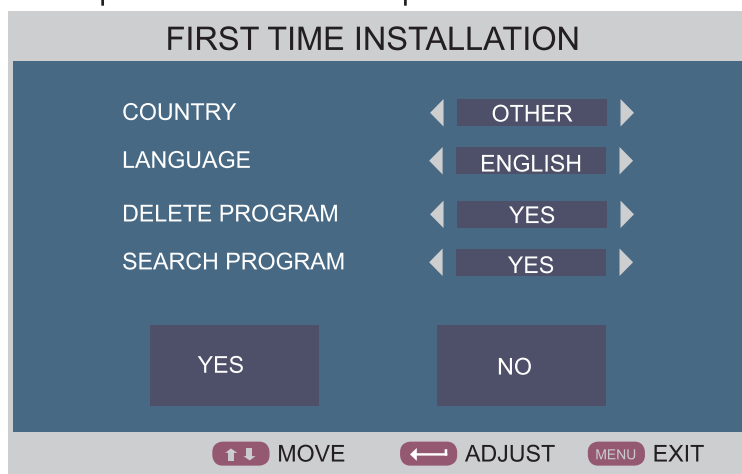 FIRST TIME INSTALLATION
COUNTRY OTHER
LANGUAGE ENGLISH
DELETE PROGRAM YES
SEARCH PROGRAM YES
YES NO
MOVE ADJUST MENU EXIT